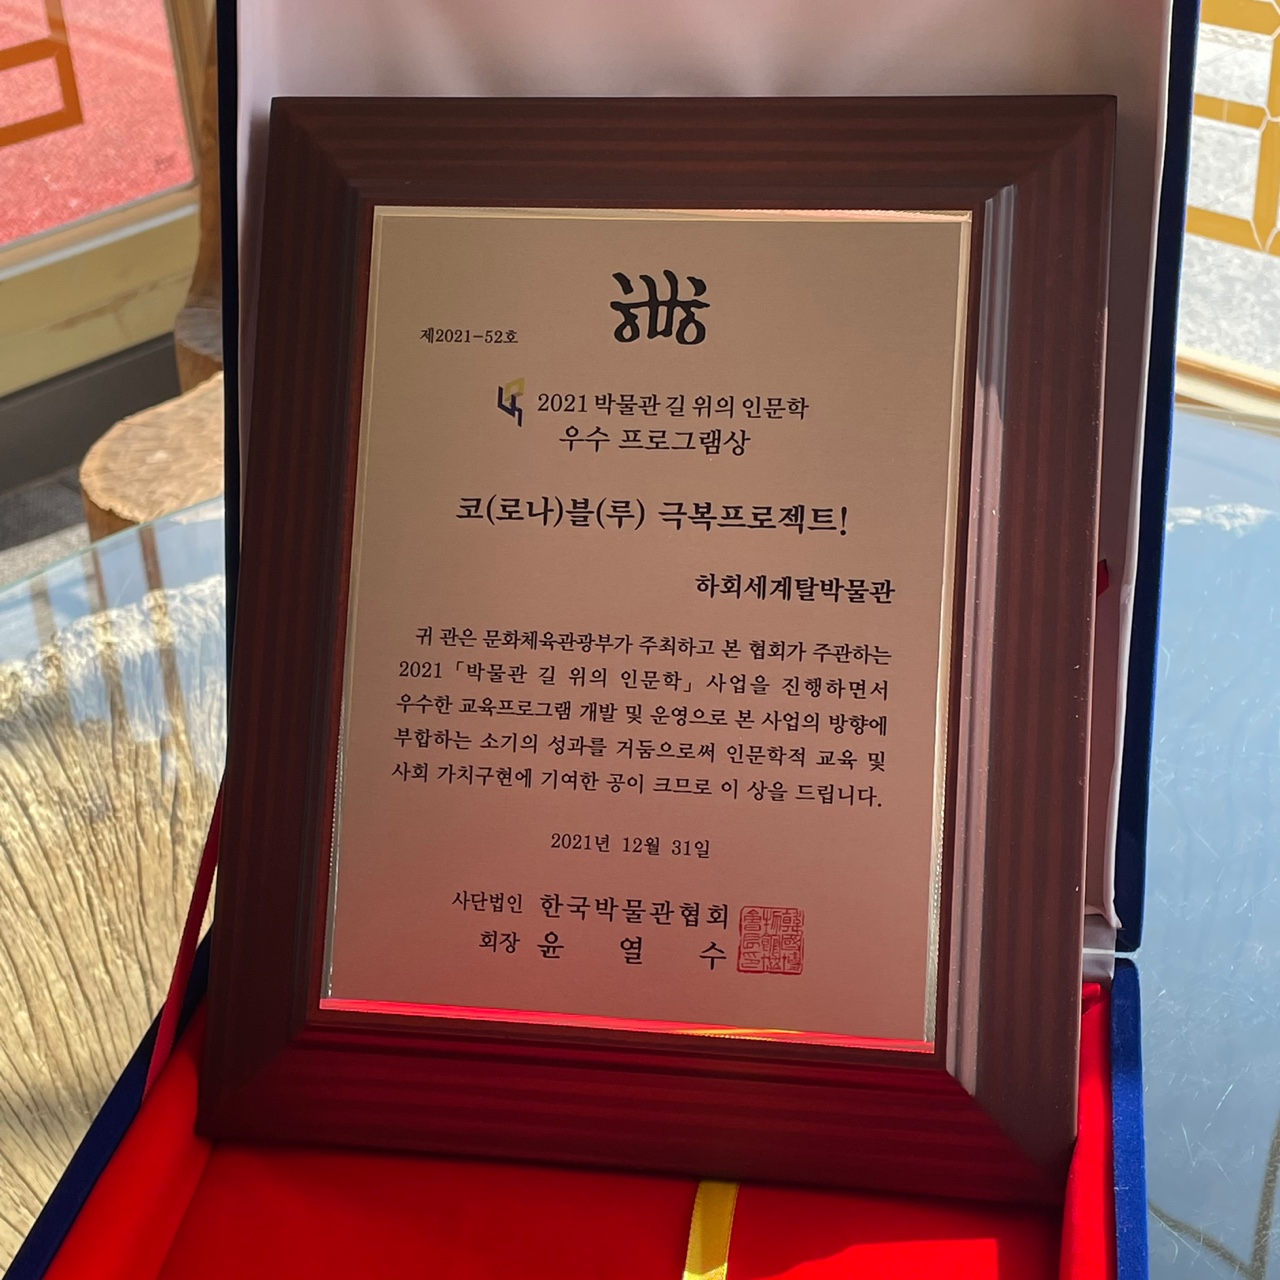 제2021-52호
2021 박물관 길 위의 인문학
우수 프로그램상
코(로나)블(루) 극복프로젝트!
하회세계탈박물관
귀 관은 문화체육관광부가 주최하고 본 협회가 주관하는
2021 「박물관 길 위의 인문학」 사업을 진행하면서
우수한 교육프로그램 개발 및 운영으로 본 사업의 방향에
부합하는 소기의 성과를 거둠으로써 인문학적 교육 및
사회 가치구현에 기여한 공이 크므로 이 상을 드립니다.
2021년 12월 31일
사단법인 한국박물관협회
회장 윤 열 수